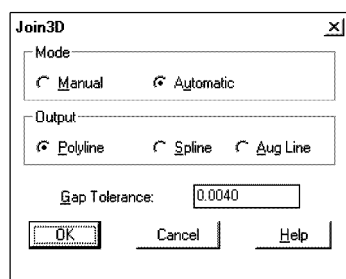 Join3D
Mode
Manual Automatic
Output
Polyline Spline Aug Line
Gap Tolerance: 0.0040
OK Cancel Help